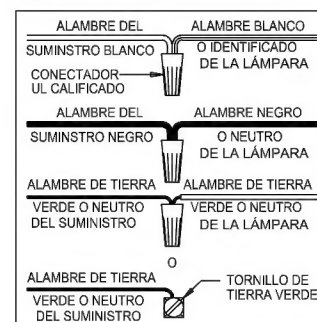 ALAMBRE DEL ALAMBRE BLANCO
SUMINSTRO BLANCO O IDENTIFICADO
CONECTADOR DE LA LÁMPARA
UL CALIFICADO
ALAMBRE DEL ALAMBRE NEGRO
SUMINSTRO NEGRO O NEUTRO
DE LA LÁMPARA
ALAMBRE DE TIERRA ALAMBRE DE TIERRA
VERDE O NEUTRO VERDE O NEUTRO
DEL SUMINISTRO DE LA LÁMPARA
O
ALAMBRE DE TIERRA TORNILLO DE
VERDE O NEUTRO TIERRA VERDE
DEL SUMINISTRO